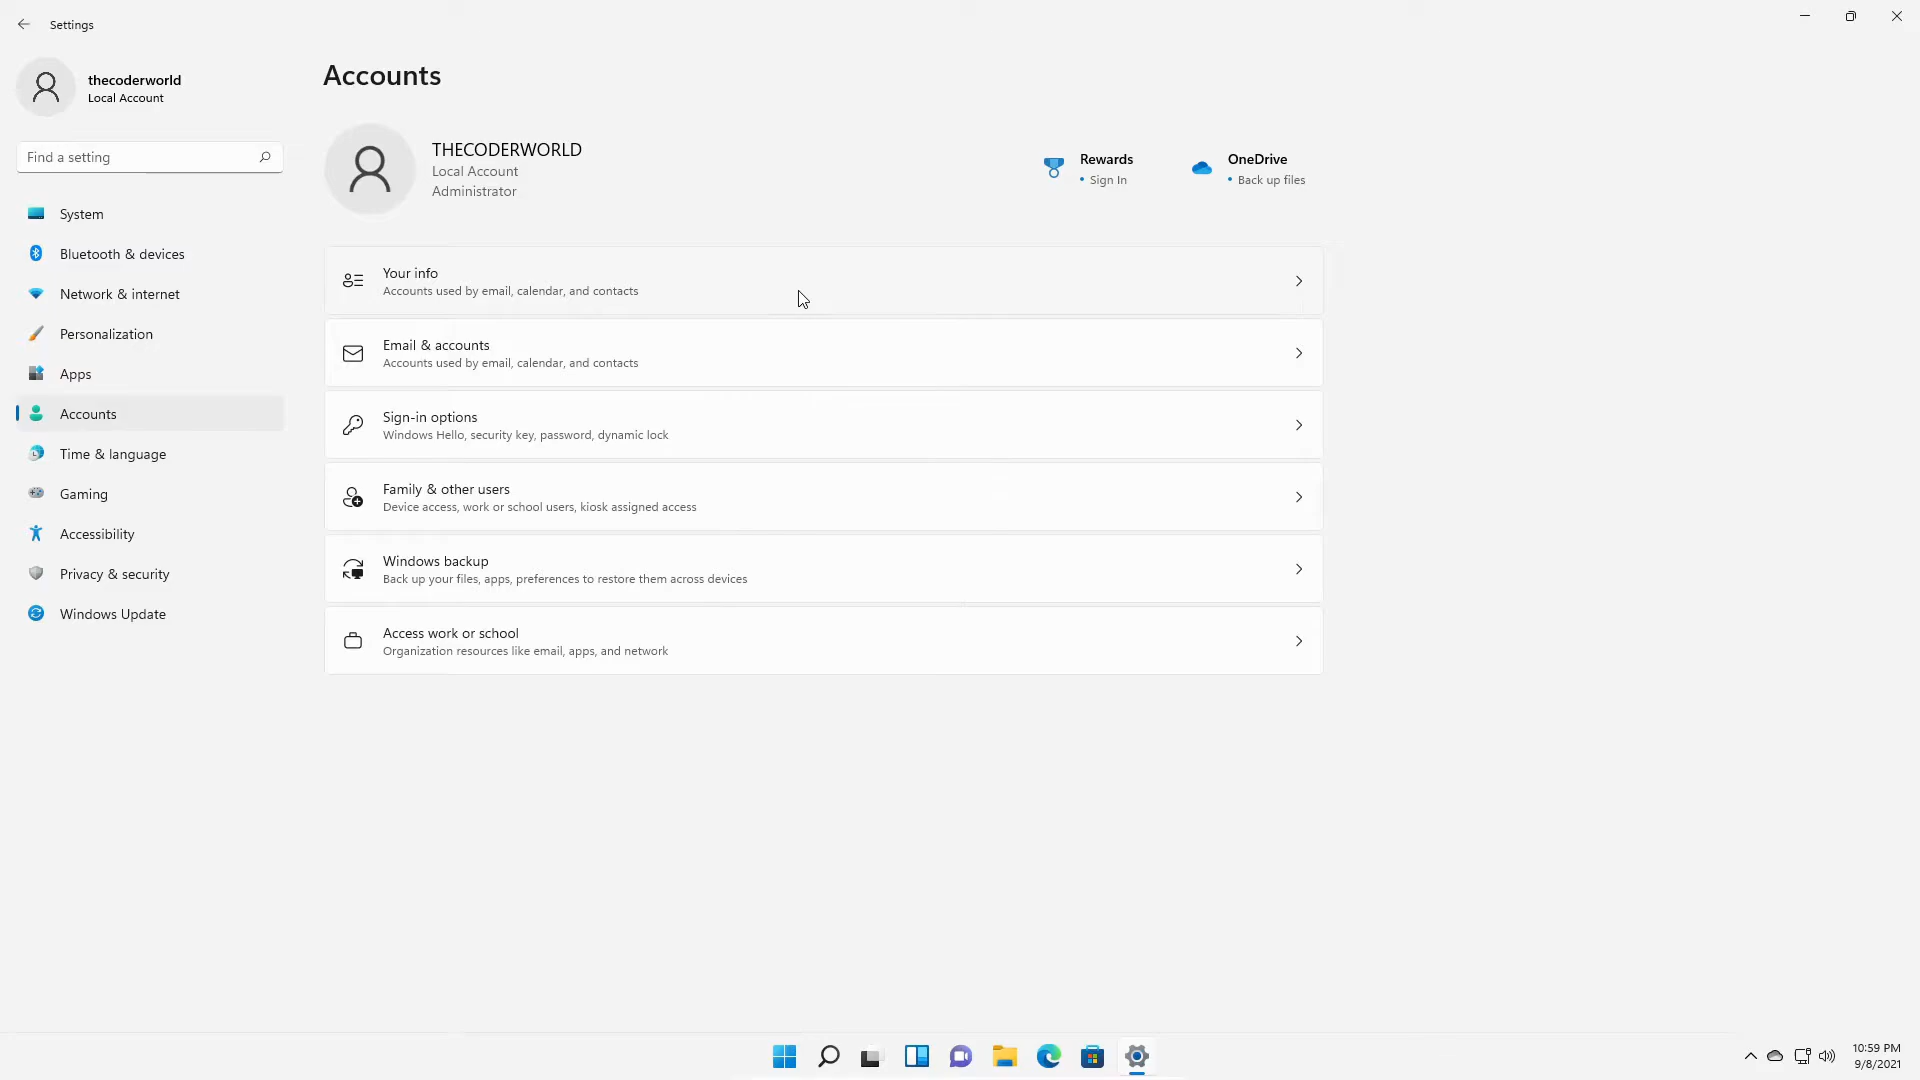 Settings
thecoderworld
Local Account
Find a setting
System
Bluetooth & devices
Network & internet
Personalization
Apps
Accounts
Time & language
Gaming
Accessibility
Privacy & security
Windows Update
Accounts
THECODERWORLD
Local Account
Administrator
Rewards
• Sign In
OneDrive
• Back up files
Your info
Accounts used by email, calendar, and contacts
Email & accounts
Accounts used by email, calendar, and contacts
Sign-in options
Windows Hello, security key, password, dynamic lock
Family & other users
Device access, work or school users, kiosk assigned access
Windows backup
Back up your files, apps, preferences to restore them across devices
Access work or school
Organization resources like email, apps, and network
10:59 PM
9/8/2021